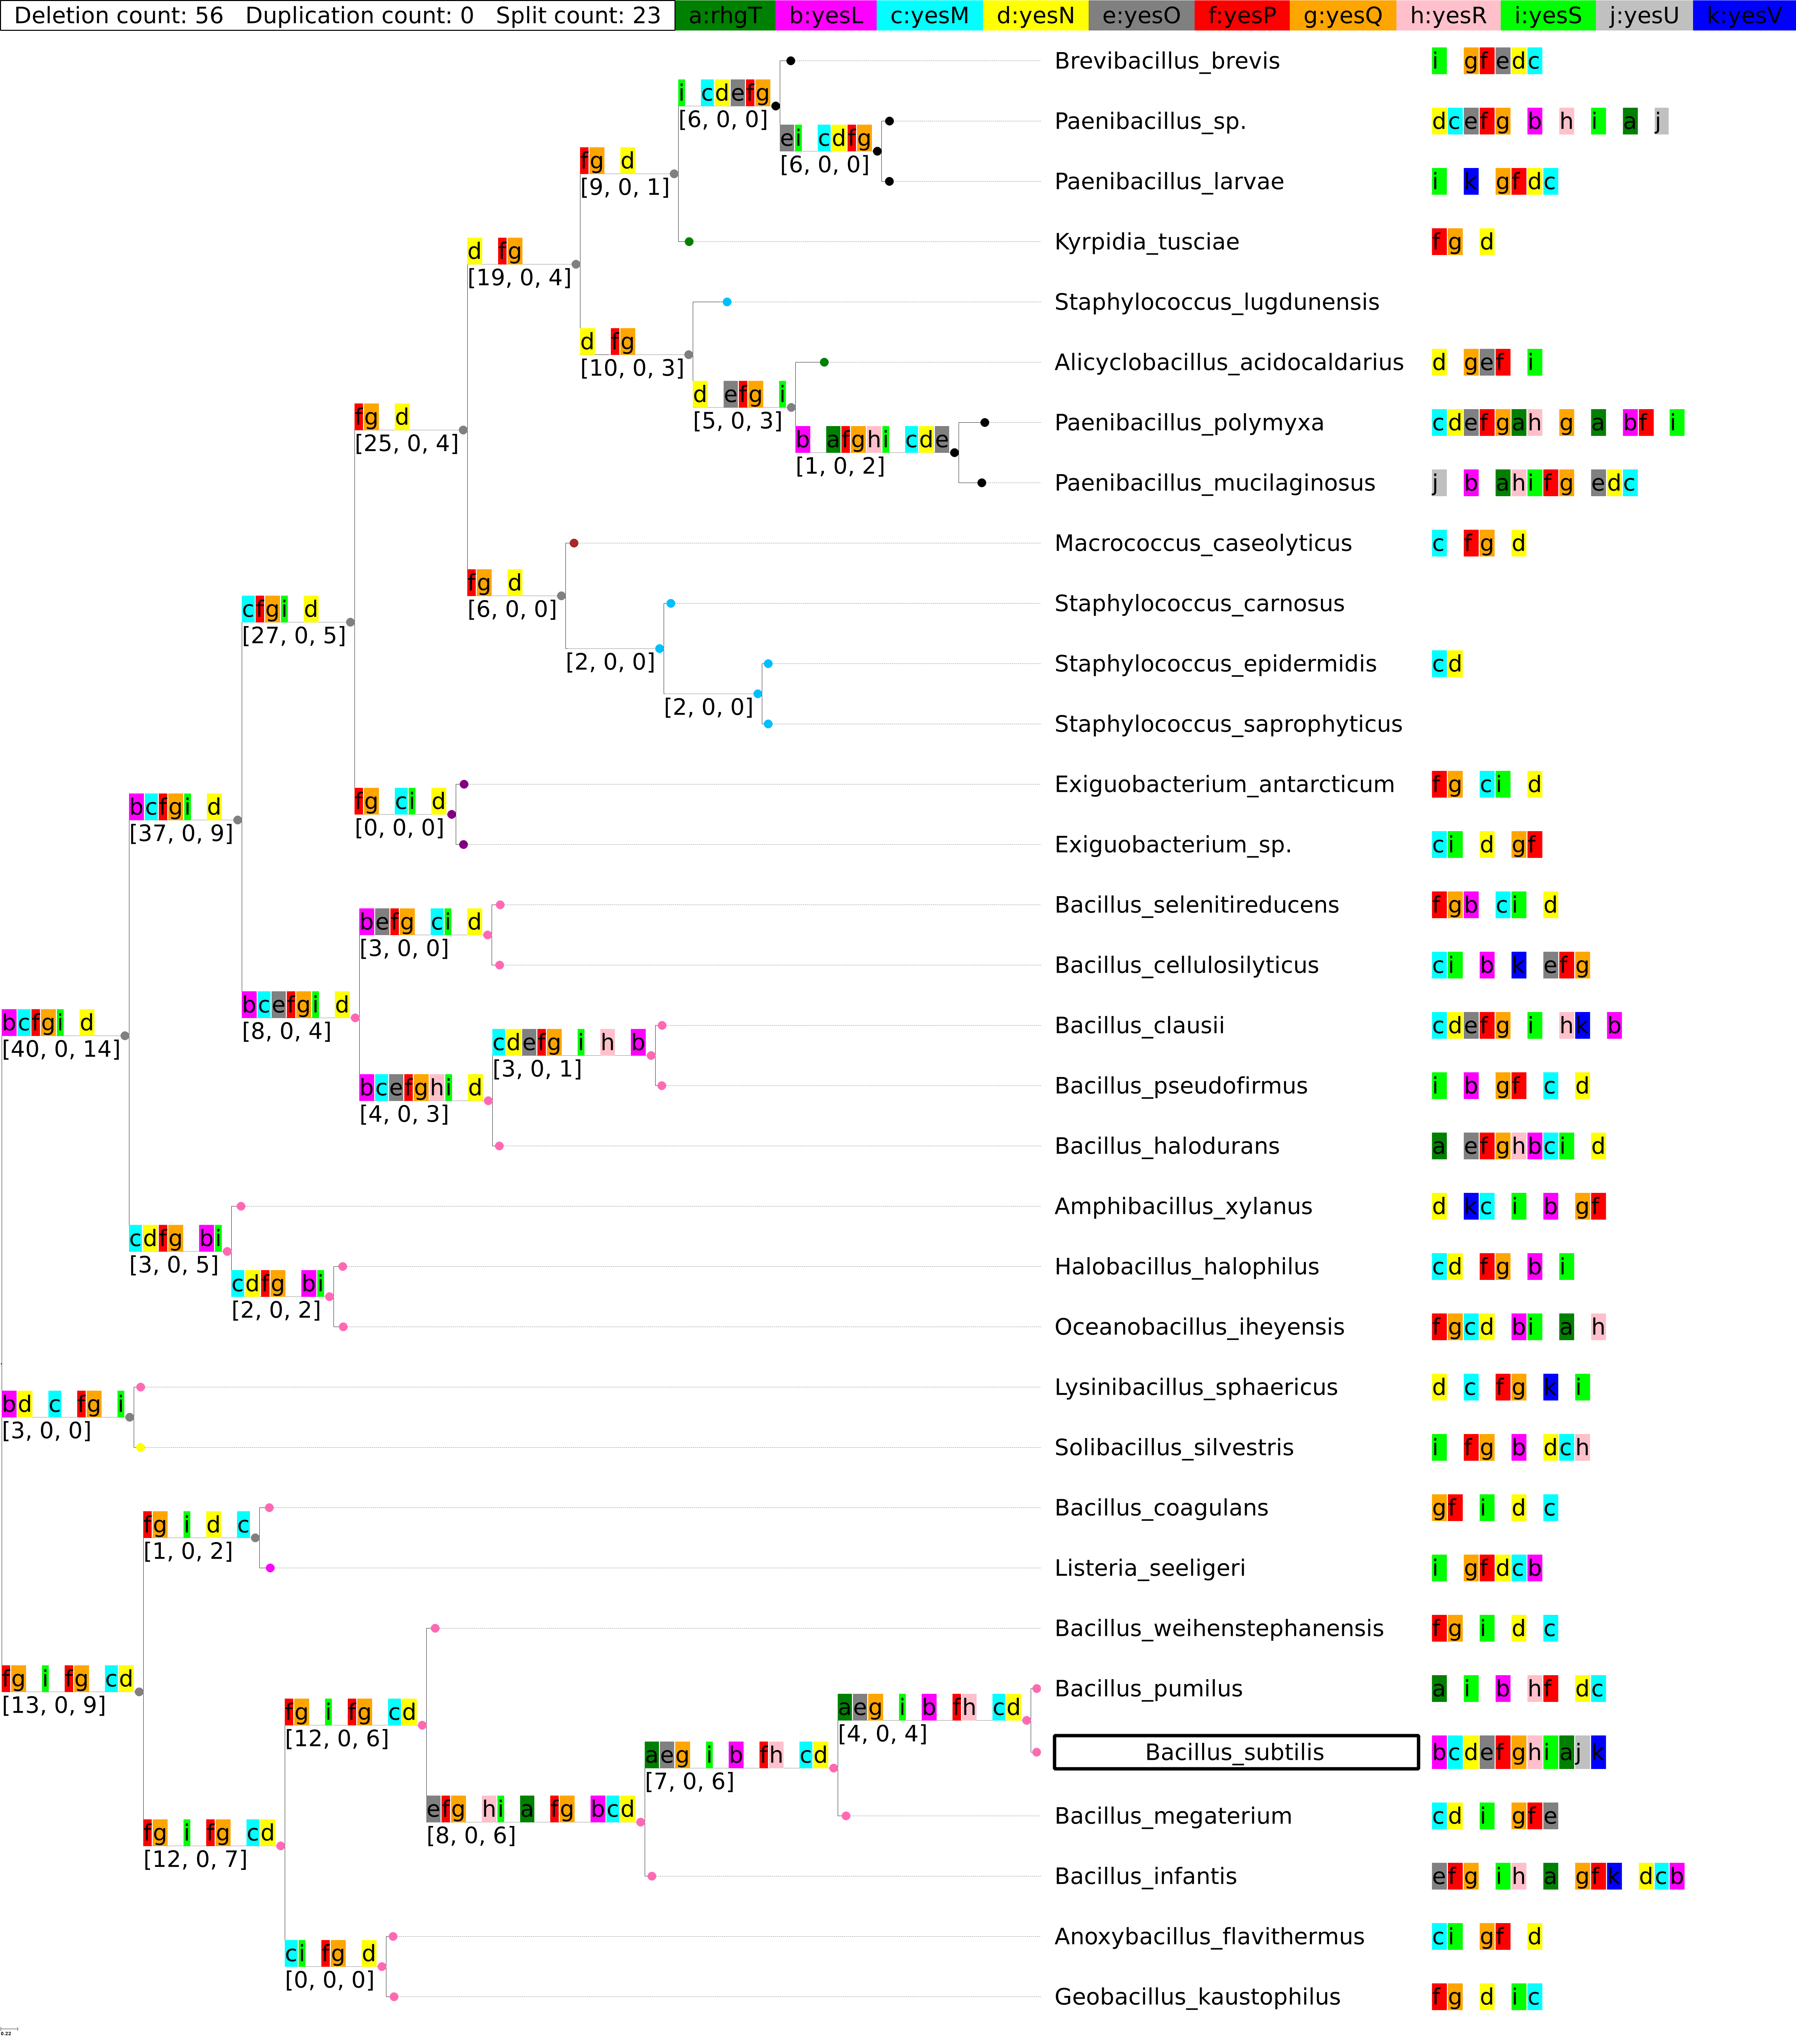 Deletion count: 56 Duplication count: 0 Split count: 23 a:rhgT b:yesL c:yesM d:yesN e:yesO f:yesP g:yesQ h:yesR i:yesS j:yesU k:yesV
Brevibacillus_brevis i gfedc
i cdefg
[6, 0, 0]
Paenibacillus_sp. dcefg b h i a j
ei cdfg
[6, 0, 0]
fg d
[9, 0, 1]
Paenibacillus_larvae i k gfdc
Kyrpidia_tusciae fg d
d fg
[19, 0, 4]
Staphylococcus_lugdunensis
d fg
[10, 0, 3]
Alicyclobacillus_acidocaldarius d gef i
d efg i
[5, 0, 3]
fg d
[25, 0, 4]
Paenibacillus_polymyxa cdefgah g a bf i
b afghi cde
[1, 0, 2]
Paenibacillus_mucilaginosus j b ahifg edc
Macrococcus_caseolyticus c fg d
fg d
[6, 0, 0]
Staphylococcus_carnosus
cfgi d
[27, 0, 5]
[2, 0, 0]
Staphylococcus_epidermidis cd
[2, 0, 0]
Staphylococcus_saprophyticus
Exiguobacterium_antarcticum fg ci d
fg ci d
[0, 0, 0]
bcfgi d
[37, 0, 9]
Exiguobacterium_sp. ci d gf
Bacillus_selenitireducens fgb ci d
befg ci d
[3, 0, 0]
Bacillus_cellulosilyticus ci b k efg
bcefgi d
[8, 0, 4]
bcfgi d
[40, 0, 14]
Bacillus_clausii cdefg i hk b
cdefg i h b
[3, 0, 1]
Bacillus_pseudofirmus i b gf c d
bcefghi d
[4, 0, 3]
Bacillus_halodurans a efghbci d
Amphibacillus_xylanus d kc i b gf
cdfg bi
[3, 0, 5]
Halobacillus_halophilus cd fg b i
cdfg bi
[2, 0, 2]
Oceanobacillus_iheyensis fgcd bi a h
Lysinibacillus_sphaericus d c fg k i
bd c fg i
[3, 0, 0]
Solibacillus_silvestris i fg b dch
Bacillus_coagulans gf i d c
fg i d c
[1, 0, 2]
Listeria_seeligeri i gfdcb
Bacillus_weihenstephanensis fg i d c
fg i fg cd
[13, 0, 9]
Bacillus_pumilus a i b hf dc
aeg i b fh cd
[4, 0, 4]
fg i fg cd
[12, 0, 6]
Bacillus_subtilis bcdefghiajk
aeg i b fh cd
[7, 0, 6]
Bacillus_megaterium cd i gfe
efg hi a fg bcd
[8, 0, 6]
fg i fg cd
[12, 0, 7]
Bacillus_infantis efg ih a gfk dcb
Anoxybacillus_flavithermus ci gf d
ci fg d
[0, 0, 0]
Geobacillus_kaustophilus fg d ic
0.22